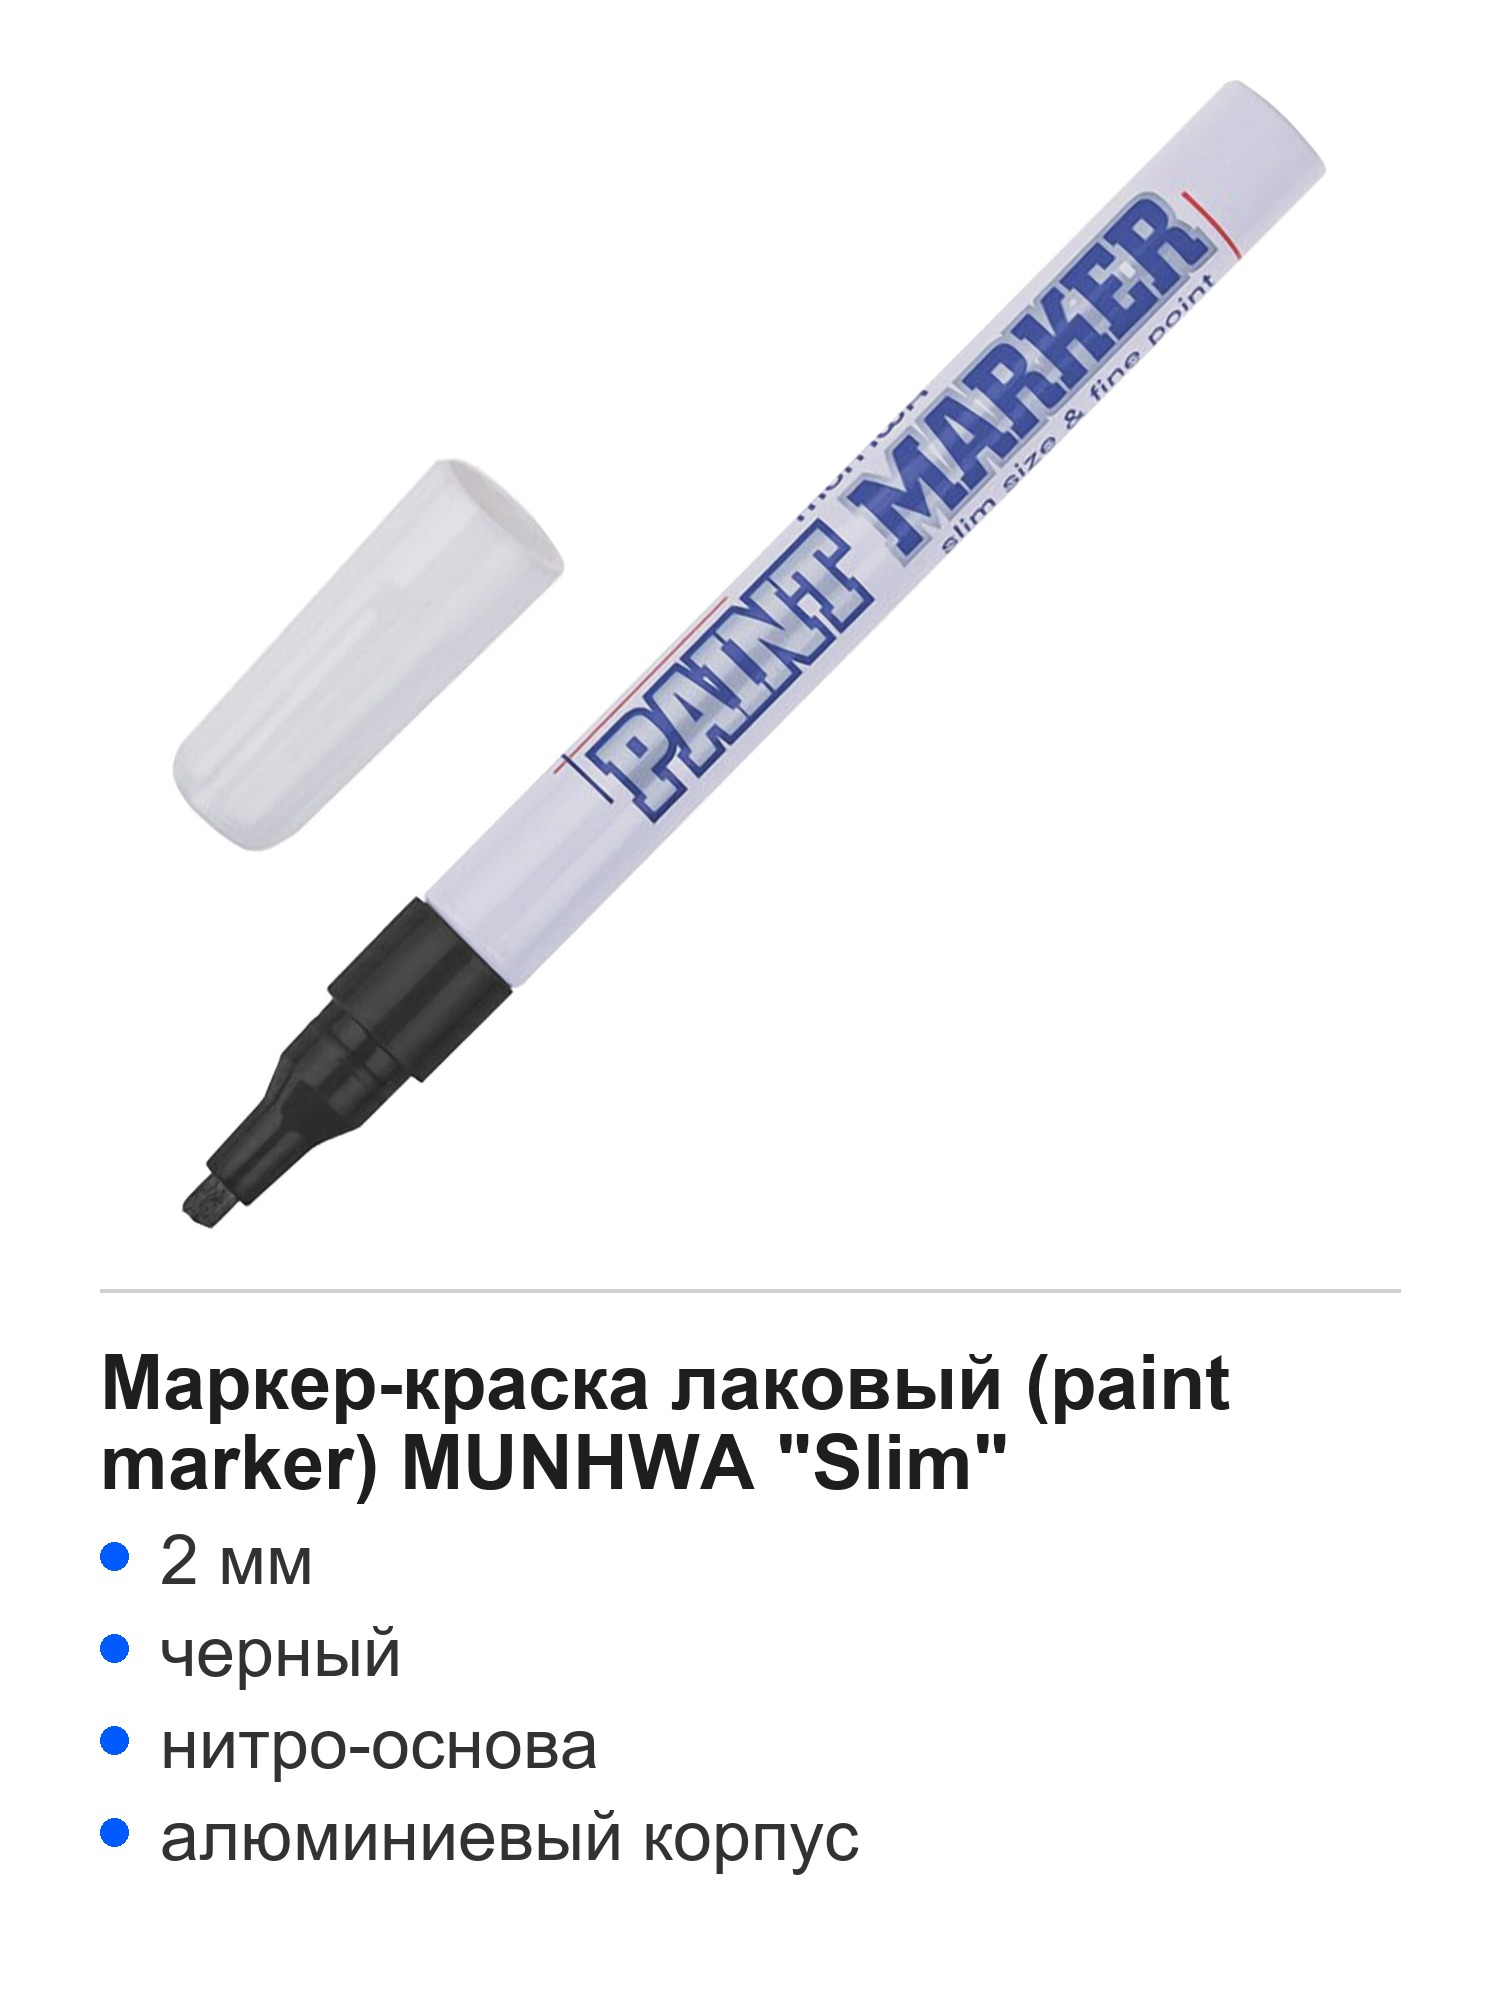 PAINT MARKER
slim size & fine point
Маркер-краска лаковый (paint
marker) MUNHWA "Slim"
2 мм
черный
нитро-основа
алюминиевый корпус